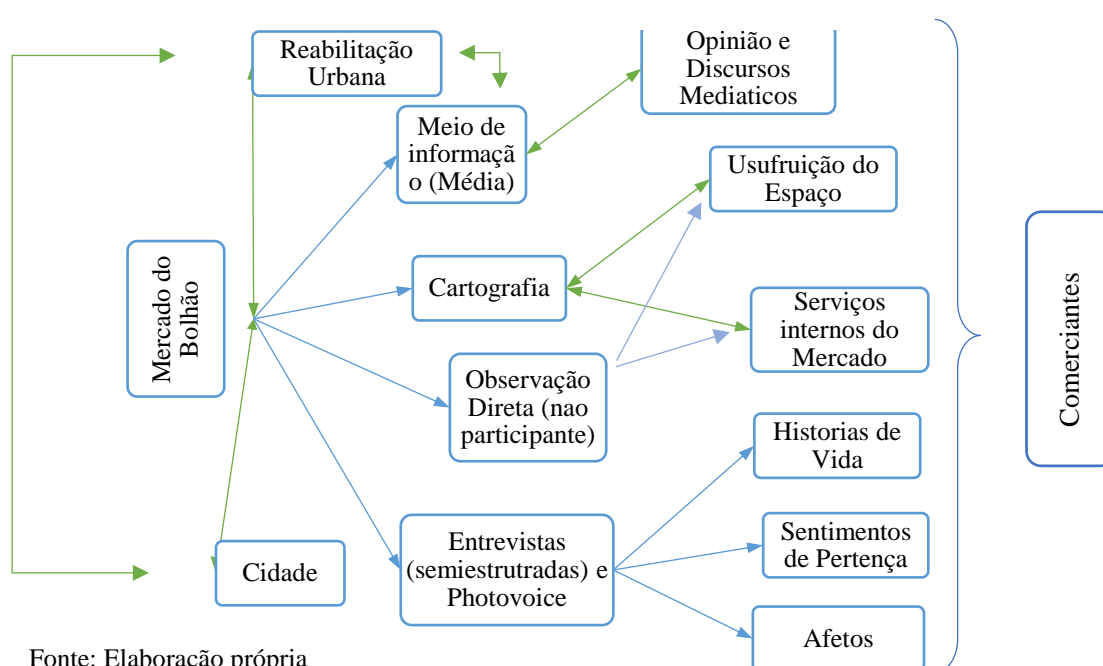 Reabilitação
Urbana
Opinião e
Discursos
Mediaticos
Meio de
informaçã
o (Média)
Usufruição do
Espaço
Mercado do
Bolhão
Cartografia
Serviços
internos do
Mercado
Comerciantes
Observação
Direta (nao
participante)
Historias de
Vida
Entrevistas
(semiestrutradas) e
Photovoice
Sentimentos
de Pertença
Cidade
Afetos
Fonte: Elaboração própria